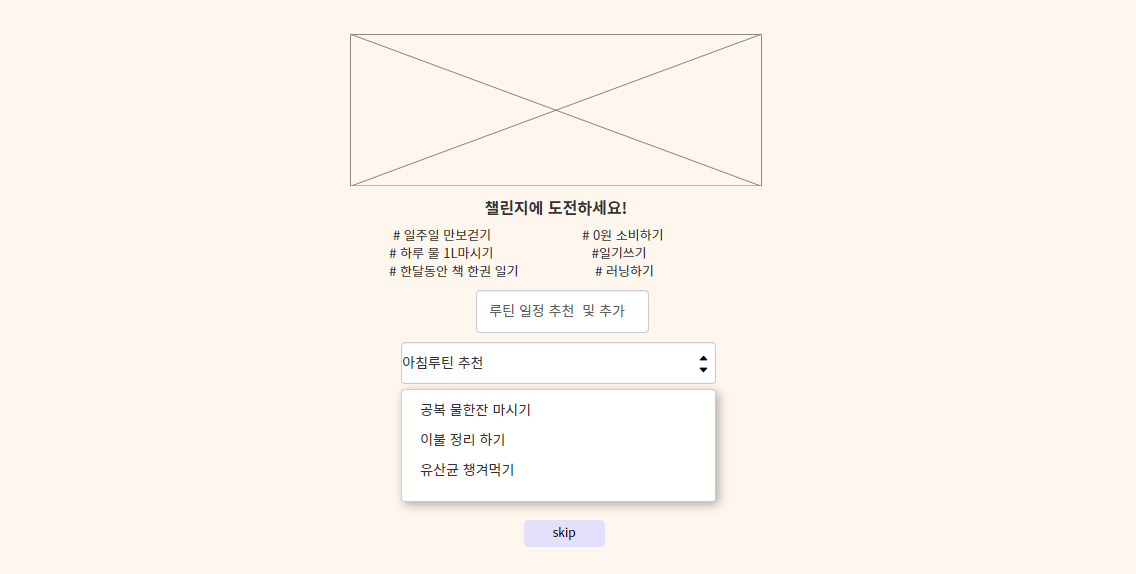 챌린지에 도전하세요!
# 일주일 만보걷기 # 0원 소비하기
# 하루 물 1L마시기 #일기쓰기
# 한달동안 책 한권 일기 # 러닝하기
루틴 일정 추천 및 추가
아침루틴 추천
공복 물한잔 마시기
이불 정리 하기
유산균 챙겨먹기
skip